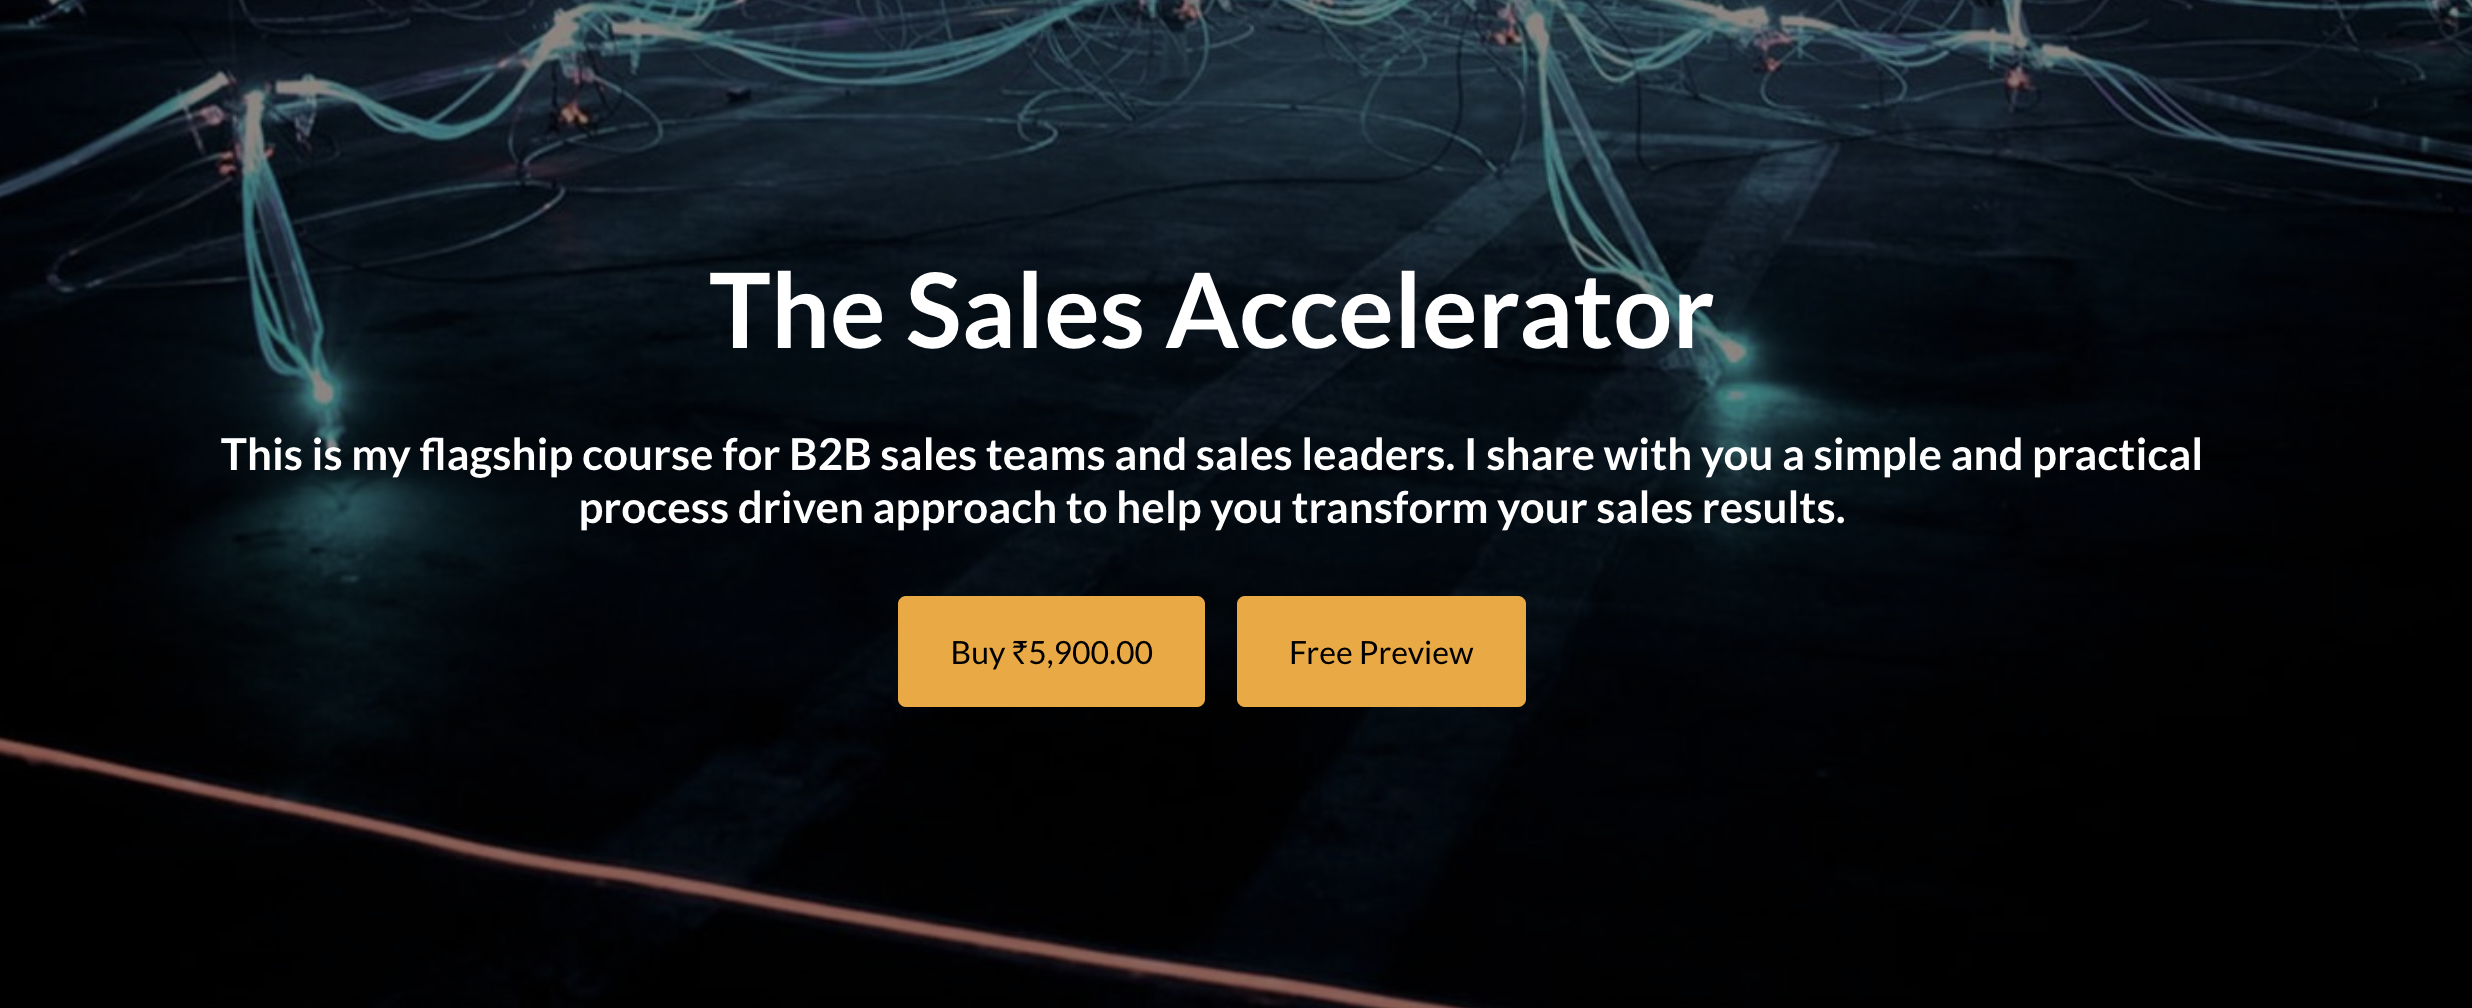 The Sales Accelerator
This is my flagship course for B2B sales teams and sales leaders. I share with you a simple and practical
process driven approach to help you transform your sales results.
Buy ₹5,900.00
Free Preview